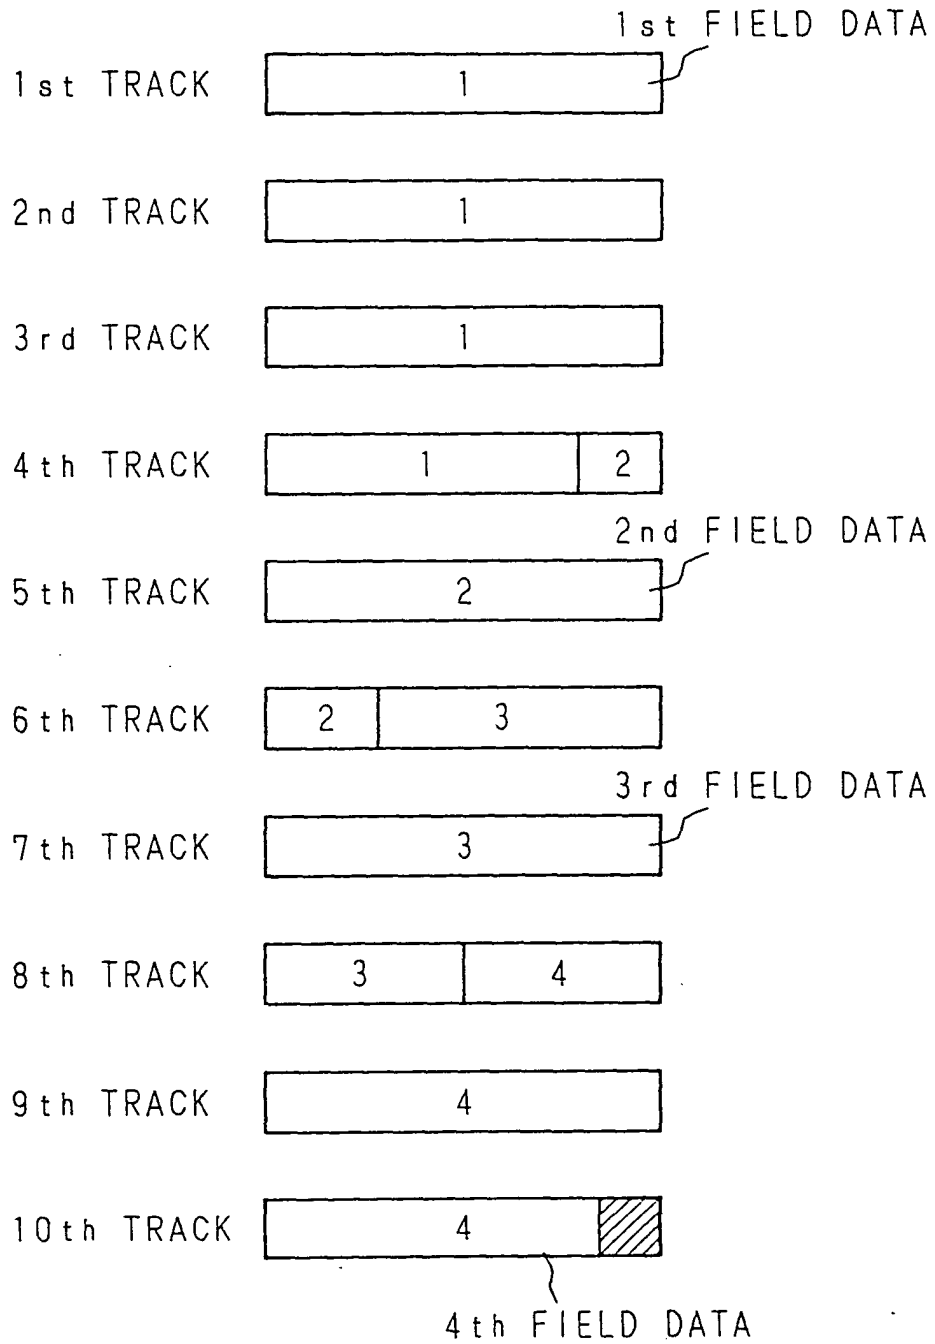 1st FIELD DATA
1st TRACK 1
2nd TRACK 1
3rd TRACK 1
4th TRACK 1 2
2nd FIELD DATA
5th TRACK 2
6th TRACK 2 3
3rd FIELD DATA
7th TRACK 3
8th TRACK 3 4
9th TRACK 4
10th TRACK 4
4th FIELD DATA